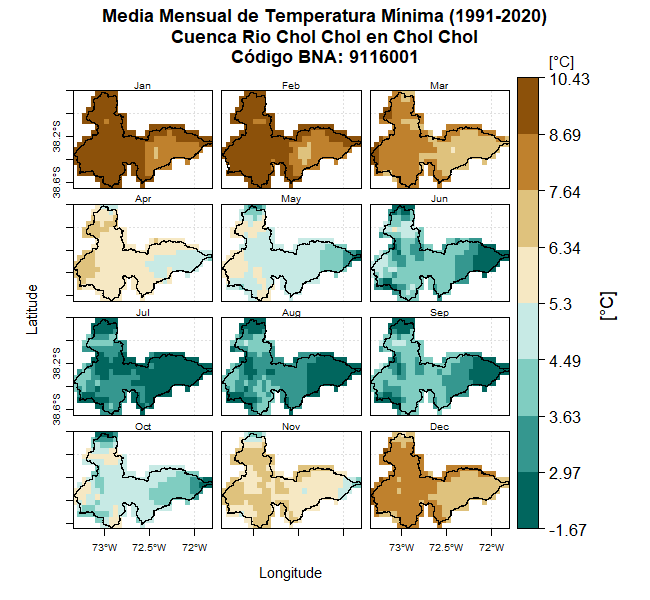 Media Mensual de Temperatura Mínima (1991-2020)
Cuenca Rio Chol Chol en Chol Chol
Código BNA: 9116001
[°C]
Jan
Feb
Mar
Apr
May
Jun
Jul
Aug
Sep
Oct
Nov
Dec
38.2°S
38.6°S
38.2°S
38.6°S
Latitude
73°W
72.5°W
72°W
73°W
72.5°W
72°W
Longitude
10.43
8.69
7.64
6.34
5.3
4.49
3.63
2.97
-1.67
[°C]